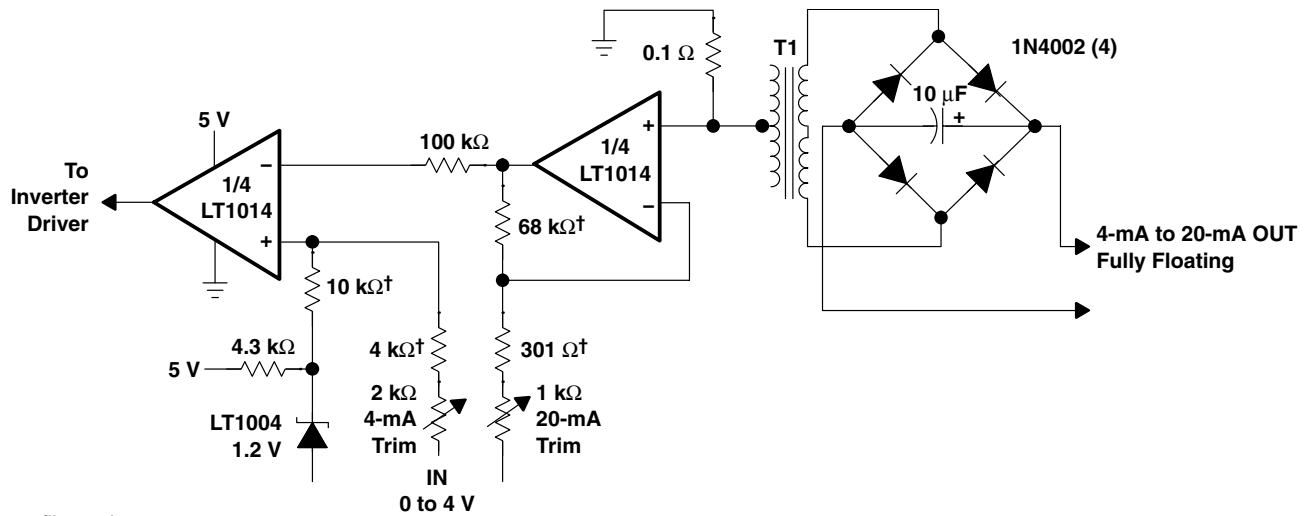 0.1 Ω
T1
1N4002 (4)
10 μF
+
5 V
100 kΩ
+
1/4
LT1014
−
To
Inverter
Driver
−
1/4
LT1014
+
68 kΩ†
4-mA to 20-mA OUT
Fully Floating
10 kΩ†
4.3 kΩ
5 V
4 kΩ†
301 Ω†
2 kΩ
4-mA
Trim
1 kΩ
20-mA
Trim
LT1004
1.2 V
IN
0 to 4 V